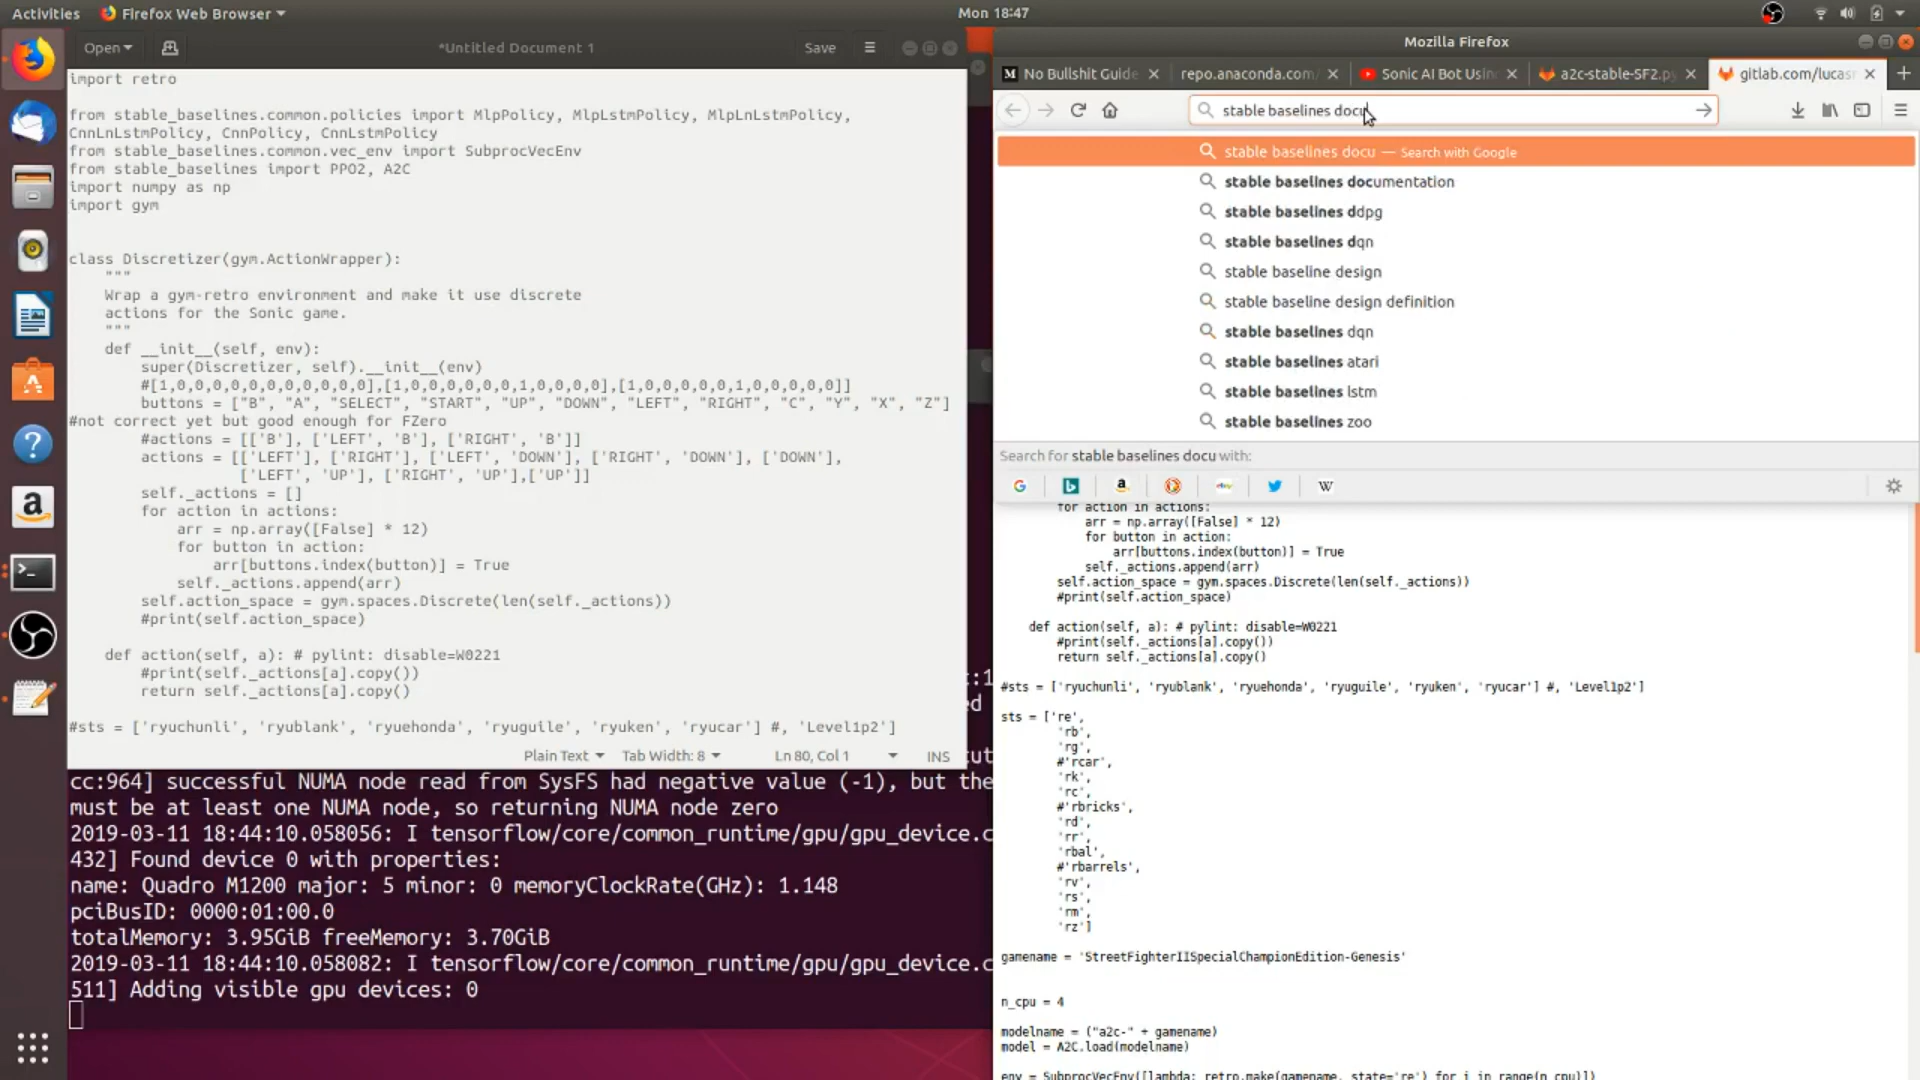 Activities Firefox Web Browser Mon 18:47
Open *Untitled Document 1 Save
import retro
from stable_baselines.common.policies import MlpPolicy, MlpLstmPolicy, MlpLnLstmPolicy,
CnnLnLstmPolicy, CnnPolicy, CnnLstmPolicy
from stable_baselines.common.vec_env import SubprocVecEnv
from stable_baselines import PPO2, A2C
import numpy as np
import gym
class Discretizer(gym.ActionWrapper):
"""
Wrap a gym-retro environment and make it use discrete
actions for the Sonic game.
"""
def __init__(self, env):
super(Discretizer, self).__init__(env)
#[1,0,0,0,0,0,0,0,0,0,0,0],[1,0,0,0,0,0,0,1,0,0,0,0],[1,0,0,0,0,0,1,0,0,0,0,0]]
buttons = ["B", "A", "SELECT", "START", "UP", "DOWN", "LEFT", "RIGHT", "C", "Y", "X", "Z"]
#not correct yet but good enough for FZero
#actions = [['B'], ['LEFT', 'B'], ['RIGHT', 'B']]
actions = [['LEFT'], ['RIGHT'], ['LEFT', 'DOWN'], ['RIGHT', 'DOWN'], ['DOWN'],
['LEFT', 'UP'], ['RIGHT', 'UP'],['UP']]
self._actions = []
for action in actions:
arr = np.array([False] * 12)
for button in action:
arr[buttons.index(button)] = True
self._actions.append(arr)
self.action_space = gym.spaces.Discrete(len(self._actions))
#print(self.action_space)
def action(self, a): # pylint: disable=W0221
#print(self._actions[a].copy())
return self._actions[a].copy()
#sts = ['ryuchunli', 'ryublank', 'ryuehonda', 'ryuguile', 'ryuken', 'ryucar'] #, 'Level1p2']
Plain Text Tab Width: 8 Ln 80, Col 1 INS
cc:964] successful NUMA node read from SysFS had negative value (-1), but the
must be at least one NUMA node, so returning NUMA node zero
2019-03-11 18:44:10.058056: I tensorflow/core/common_runtime/gpu/gpu_device.c
432] Found device 0 with properties:
name: Quadro M1200 major: 5 minor: 0 memoryClockRate(GHz): 1.148
pciBusID: 0000:01:00.0
totalMemory: 3.95GiB freeMemory: 3.70GiB
2019-03-11 18:44:10.058082: I tensorflow/core/common_runtime/gpu/gpu_device.c
511] Adding visible gpu devices: 0
Mozilla Firefox
No Bullshit Guide repo.anaconda.com/ Sonic AI Bot Usin a2c-stable-SF2.py gitlab.com/lucasr
stable baselines docu
stable baselines docu — Search with Google
stable baselines documentation
stable baselines ddpg
stable baselines dqn
stable baseline design
stable baseline design definition
stable baselines dqn
stable baselines atari
stable baselines lstm
stable baselines zoo
Search for stable baselines docu with:
for action in actions:
arr = np.array([False] * 12)
for button in action:
arr[buttons.index(button)] = True
self._actions.append(arr)
self.action_space = gym.spaces.Discrete(len(self._actions))
#print(self.action_space)
def action(self, a): # pylint: disable=W0221
#print(self._actions[a].copy())
return self._actions[a].copy()
#sts = ['ryuchunli', 'ryublank', 'ryuehonda', 'ryuguile', 'ryuken', 'ryucar'] #, 'Level1p2']
sts = ['re',
'rb',
'rg',
#'rcar',
'rk',
'rc',
#'rbricks',
'rd',
'rr',
'rbal',
#'rbarrels',
'rv',
'rs',
'rm',
'rz']
gamename = 'StreetFighterIISpecialChampionEdition-Genesis'
n_cpu = 4
modelname = ("a2c-" + gamename)
model = A2C.load(modelname)
env = SubprocVecEnv([lambda: retro.make(gamename, state='re') for i in range(n_cpu)])